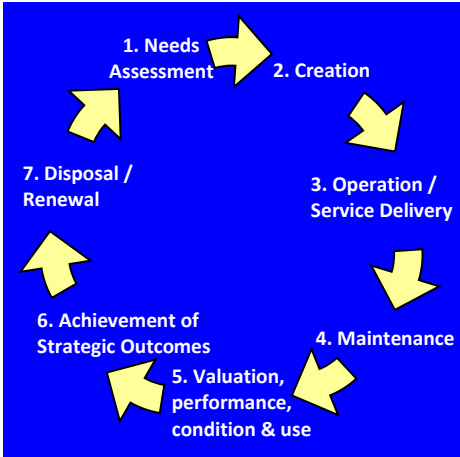 1. Needs
Assessment
2. Creation
3. Operation /
Service Delivery
4. Maintenance
5. Valuation,
performance,
condition & use
6. Achievement of
Strategic Outcomes
7. Disposal /
Renewal